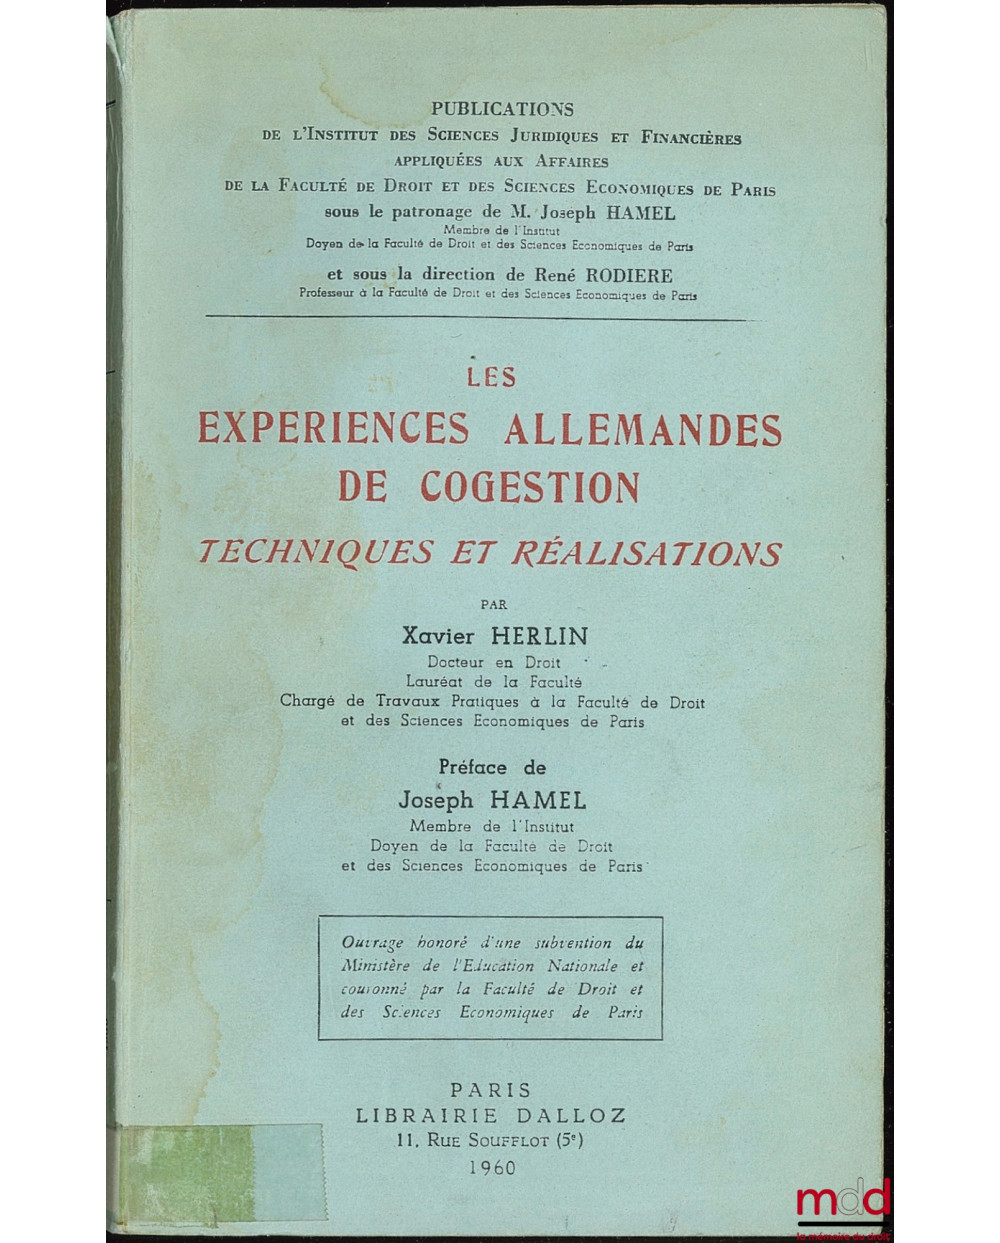 PUBLICATIONS
DE L'INSTITUT DES SCIENCES JURIDIQUES ET FINANCIÈRES
APPLIQUÉES AUX AFFAIRES
DE LA FACULTÉ DE DROIT ET DES SCIENCES ECONOMIQUES DE PARIS
sous le patronage de M. Joseph HAMEL
Membre de l'Institut
Doyen de la Faculté de Droit et des Sciences Economiques de Paris
et sous la direction de René RODIERE
Professeur à la Faculté de Droit et des Sciences Economiques de Paris
LES
EXPERIENCES ALLEMANDES
DE COGESTION
TECHNIQUES ET RÉALISATIONS
PAR
Xavier HERLIN
Docteur en Droit
Lauréat de la Faculté
Chargé de Travaux Pratiques à la Faculté de Droit
et des Sciences Economiques de Paris
Préface de
Joseph HAMEL
Membre de l'Institut
Doyen de la Faculté de Droit
et des Sciences Economiques de Paris
Ouvrage honoré d'une subvention du
Ministère de l'Education Nationale et
couronné par la Faculté de Droit et
des Sciences Economiques de Paris
PARIS
LIBRAIRIE DALLOZ
11, RUE SOUFFLOT (5e)
1960
mdd
la mémoire du droit